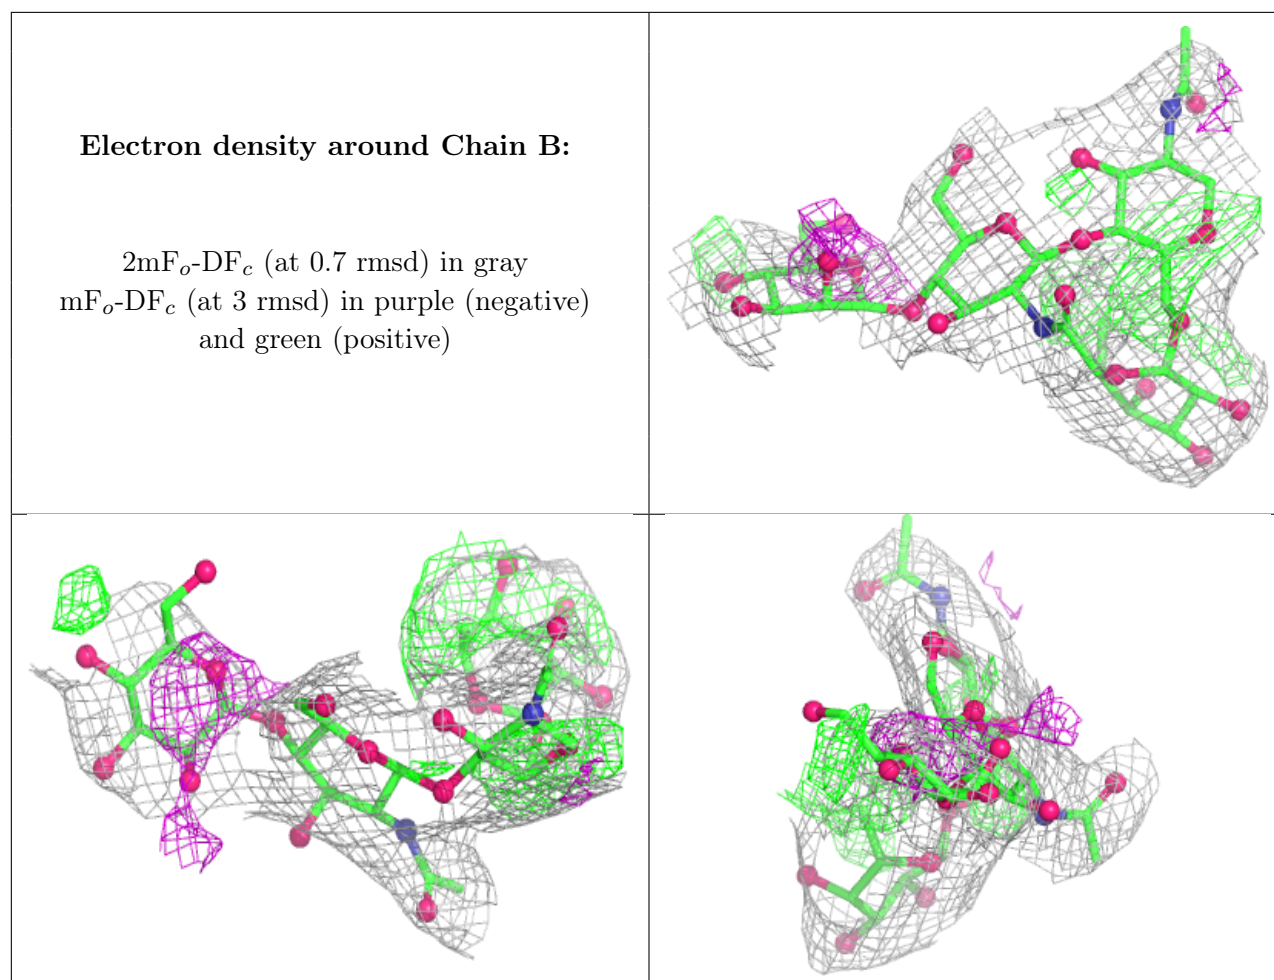 Electron density around Chain B:
2mFo-DFc (at 0.7 rmsd) in gray
mFo-DFc (at 3 rmsd) in purple (negative)
and green (positive)